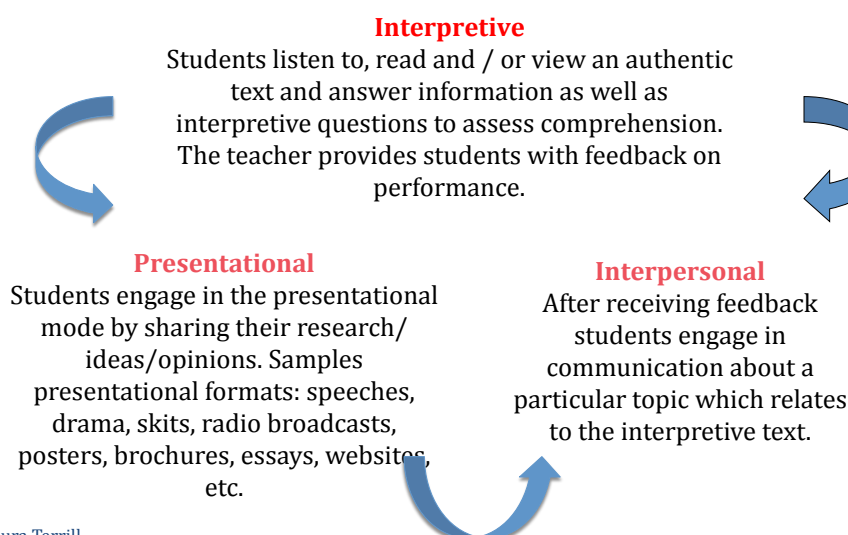 Interpretive
Students listen to, read and / or view an authentic
text and answer information as well as
interpretive questions to assess comprehension.
The teacher provides students with feedback on
performance.
Presentational
Students engage in the presentational
mode by sharing their research/
ideas/opinions. Samples
presentational formats: speeches,
drama, skits, radio broadcasts,
posters, brochures, essays, websites,
etc.
Interpersonal
After receiving feedback
students engage in
communication about a
particular topic which relates
to the interpretive text.